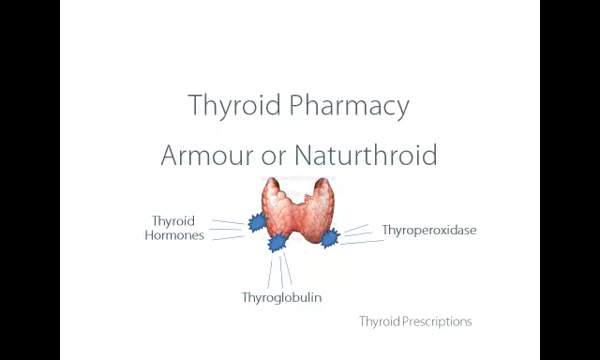 Thyroid Pharmacy
Armour or Naturthroid
Thyroid
Hormones
Thyroperoxidase
Thyroglobulin
Thyroid Prescriptions